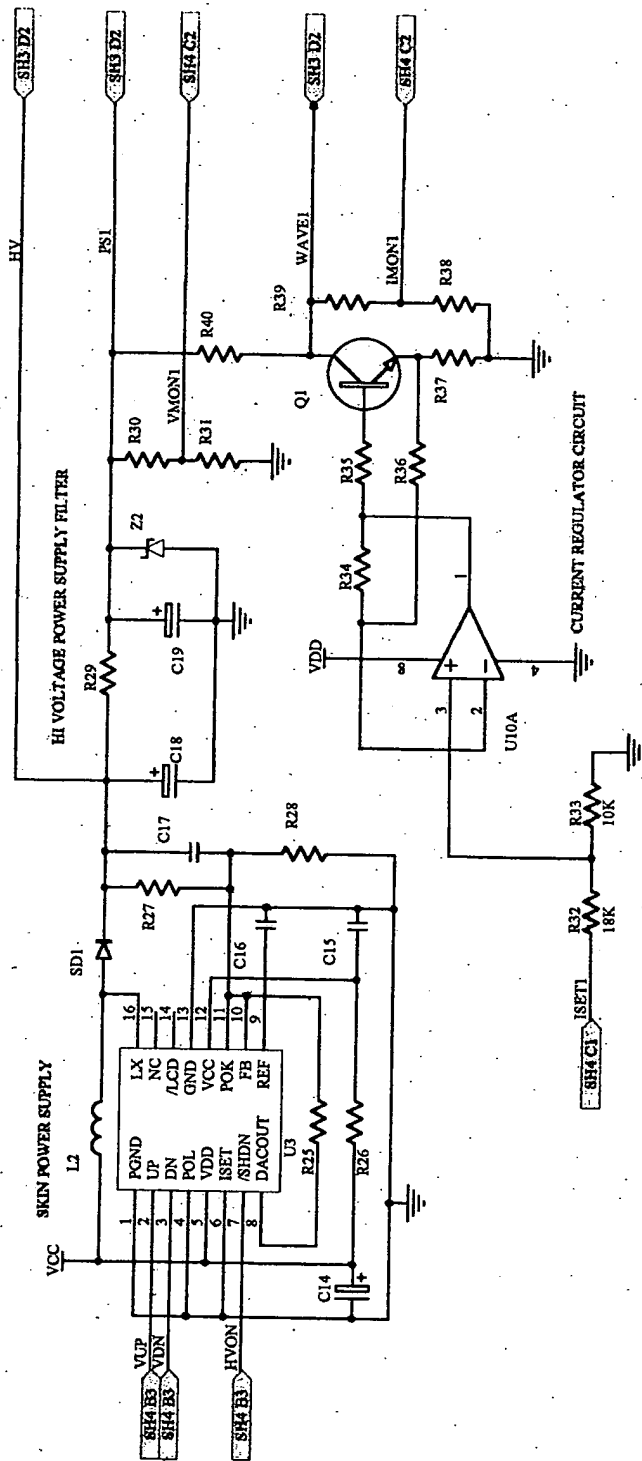 SKIN POWER SUPPLY
HI VOLTAGE POWER SUPPLY FILTER
CURRENT REGULATOR CIRCUIT
VCC
L2
SD1
HV
SH3 D2
PS1
SH3 D2
VMON1
SH4 C2
WAVE1
SH3 D2
IMON1
SH4 C2
SH4 B3
VUP
SH4 B3
VDN
SH4 B3
HVON
1
PGND
2
UP
3
DN
4
POL
5
VDD
6
ISET
7
/SHDN
8
DACOUT
LX
16
NC
15
/LCD
14
GND
13
VCC
12
POK
11
FB
10
REF
9
U3
C14
+
R25
R26
R27
C17
C16
C15
R28
C18
+
R29
C19
+
Z2
R30
R31
R40
R39
R38
R37
Q1
R35
R36
R34
VDD
8
3
+
2
-
1
4
U10A
SH4 C1
ISET1
R32
18K
R33
10K